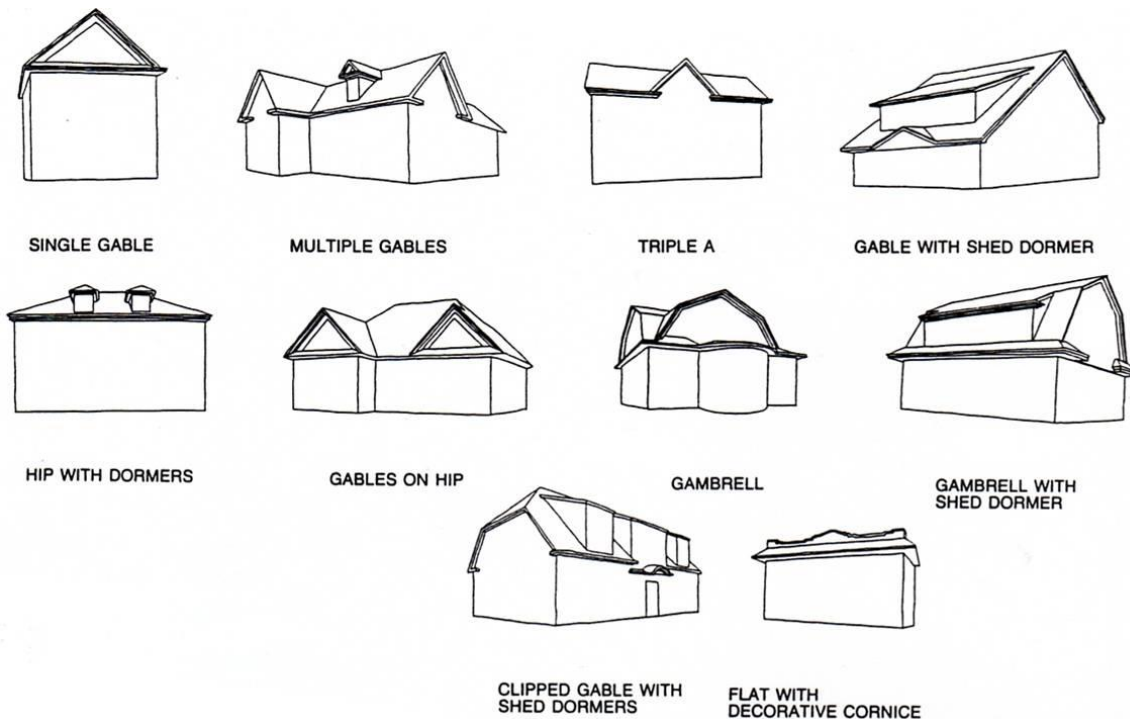 SINGLE GABLE
MULTIPLE GABLES
TRIPLE A
GABLE WITH SHED DORMER
HIP WITH DORMERS
GABLES ON HIP
GAMBRELL
GAMBRELL WITH
SHED DORMER
CLIPPED GABLE WITH
SHED DORMERS
FLAT WITH
DECORATIVE CORNICE